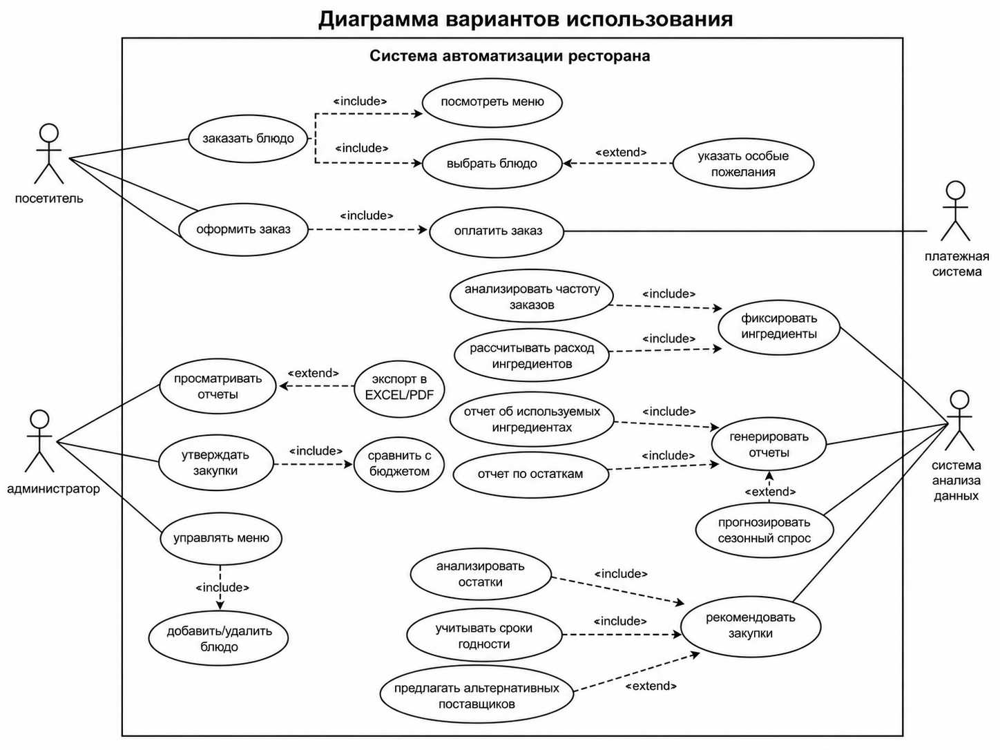 Диаграмма вариантов использования
Система автоматизации ресторана
<include>
посмотреть меню
заказать блюдо
<include>
выбрать блюдо
<extend>
указать особые
пожелания
посетитель
оформить заказ
<include>
оплатить заказ
платежная
система
анализировать частоту
заказов
<include>
фиксировать
ингредиенты
рассчитывать расход
ингредиентов
<include>
просматривать
отчеты
<extend>
экспорт в
EXCEL/PDF
отчет об используемых
ингредиентах
<include>
генерировать
отчеты
утверждать
закупки
<include>
сравнить с
бюджетом
отчет по остаткам
<include>
система
анализа
данных
администратор
<extend>
прогнозировать
сезонный спрос
управлять меню
<include>
добавить/удалить
блюдо
анализировать
остатки
<include>
учитывать сроки
годности
<include>
рекомендовать
закупки
предлагать альтернативных
поставщиков
<extend>